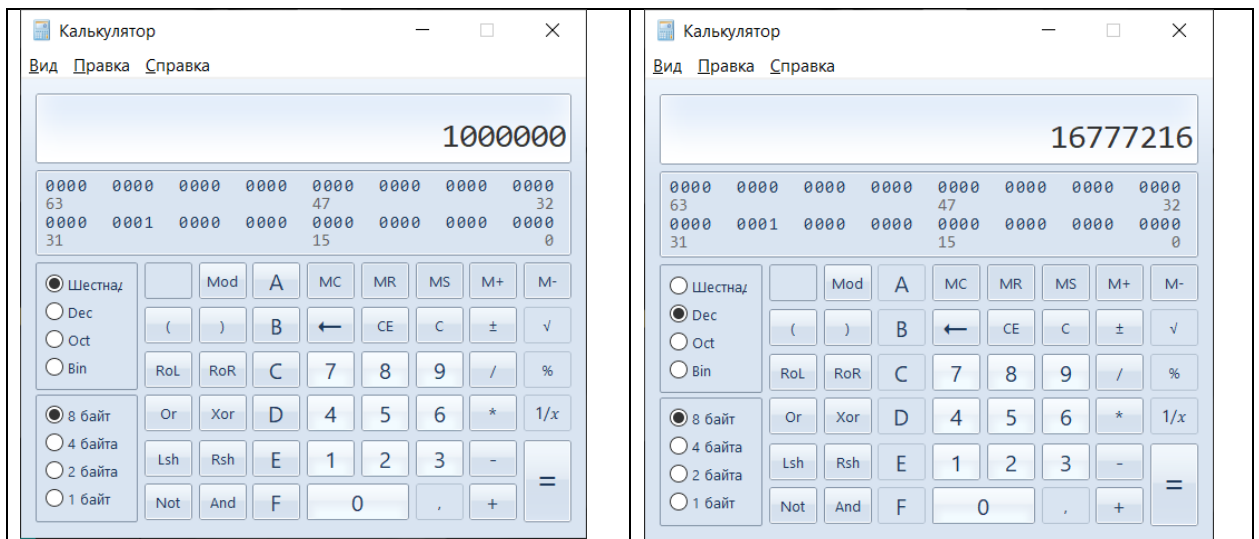 Калькулятор
Вид Правка Справка
1000000
0000 0000 0000 0000 0000 0000 0000 0000
63 47 32
0000 0001 0000 0000 0000 0000 0000 0000
31 15 0
Шестнад
Dec
Oct
Bin
8 байт
4 байта
2 байта
1 байт
Mod A MC MR MS M+ M-
( ) B ← CE C ± √
RoL RoR C 7 8 9 / %
Or Xor D 4 5 6 * 1/x
Lsh Rsh E 1 2 3 - =
Not And F 0 , +
Калькулятор
Вид Правка Справка
16777216
0000 0000 0000 0000 0000 0000 0000 0000
63 47 32
0000 0001 0000 0000 0000 0000 0000 0000
31 15 0
Шестнад
Dec
Oct
Bin
8 байт
4 байта
2 байта
1 байт
Mod A MC MR MS M+ M-
( ) B ← CE C ± √
RoL RoR C 7 8 9 / %
Or Xor D 4 5 6 * 1/x
Lsh Rsh E 1 2 3 - =
Not And F 0 , +